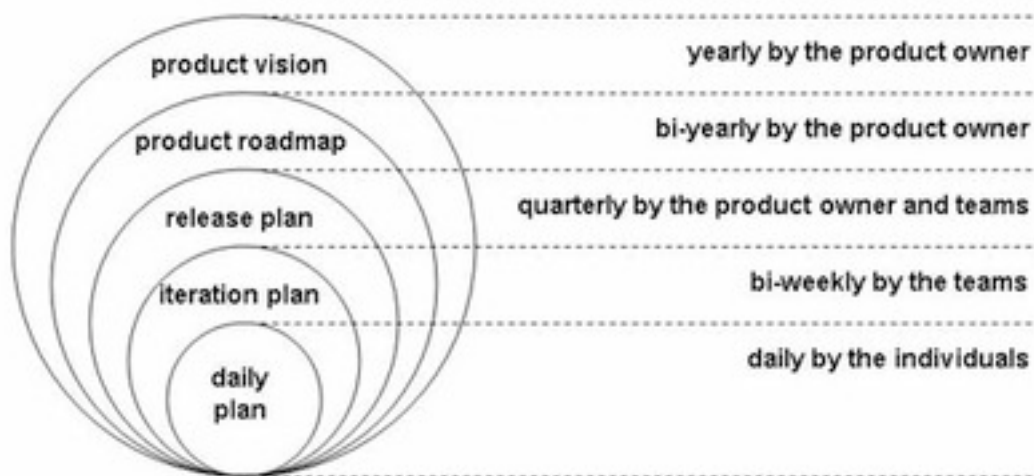 product vision
yearly by the product owner
product roadmap
bi-yearly by the product owner
release plan
quarterly by the product owner and teams
iteration plan
bi-weekly by the teams
daily
plan
daily by the individuals